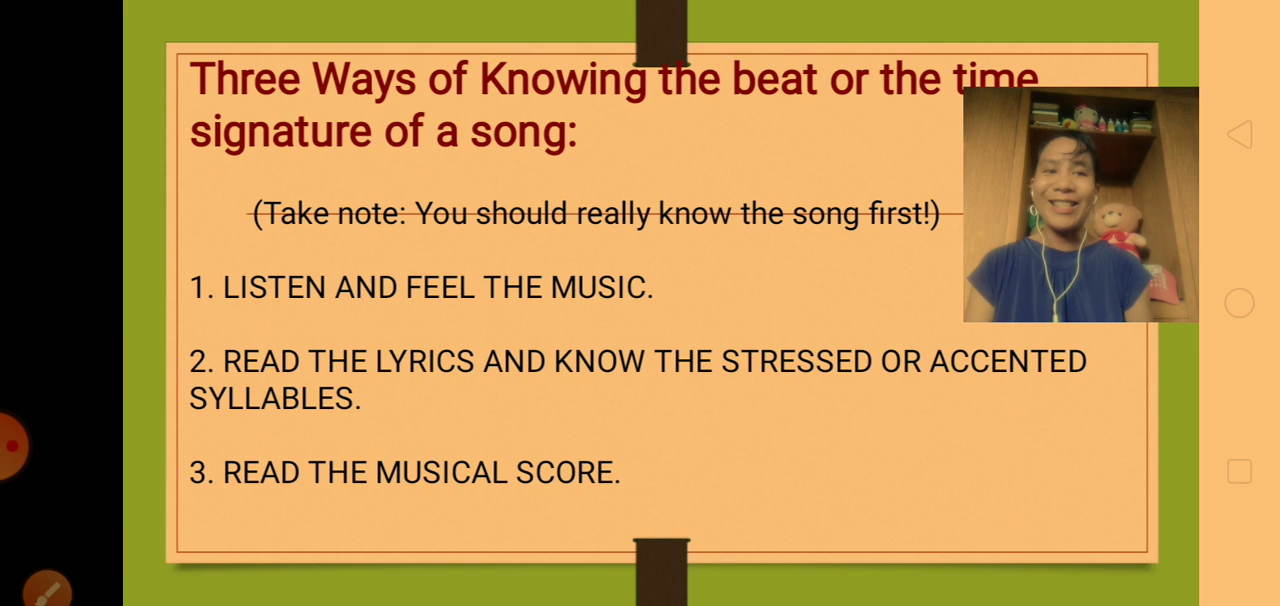 Three Ways of Knowing the beat or the time
signature of a song:
(Take note: You should really know the song first!)
1. LISTEN AND FEEL THE MUSIC.
2. READ THE LYRICS AND KNOW THE STRESSED OR ACCENTED
SYLLABLES.
3. READ THE MUSICAL SCORE.